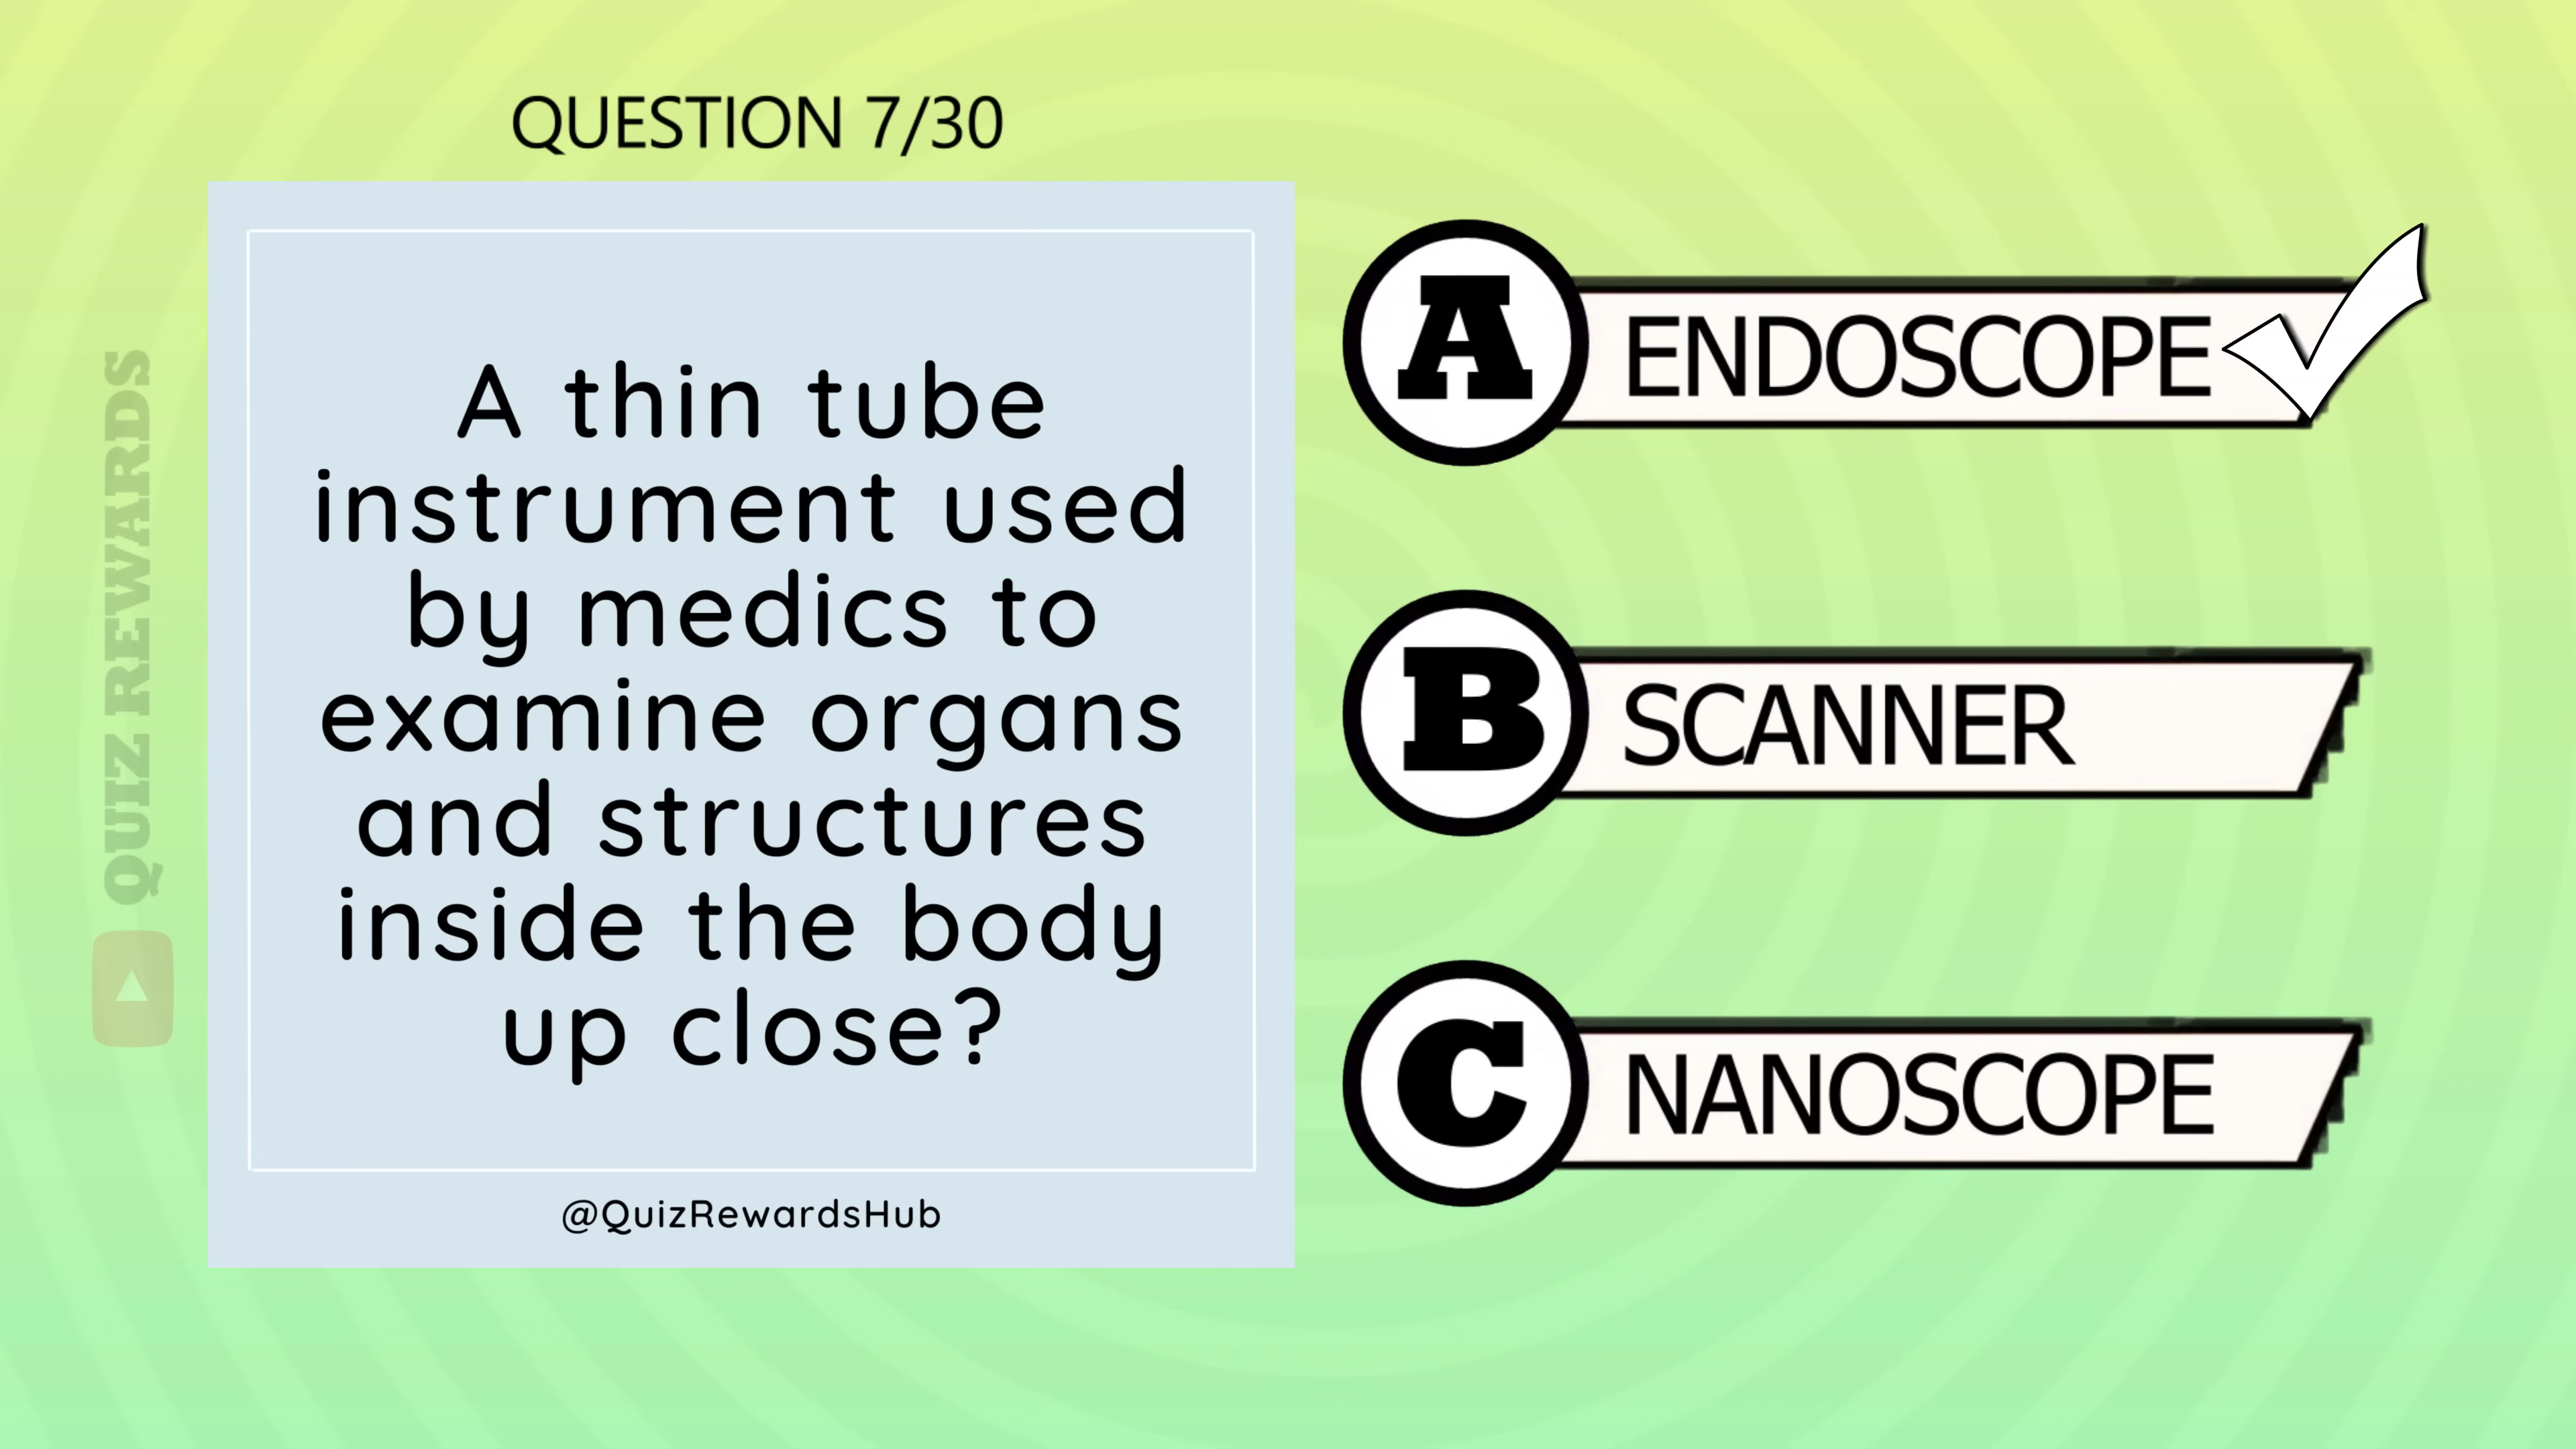 QUESTION 7/30
A thin tube
instrument used
by medics to
examine organs
and structures
inside the body
up close?
@QuizRewardsHub
A
ENDOSCOPE
B
SCANNER
C
NANOSCOPE
QUIZ REWARDS